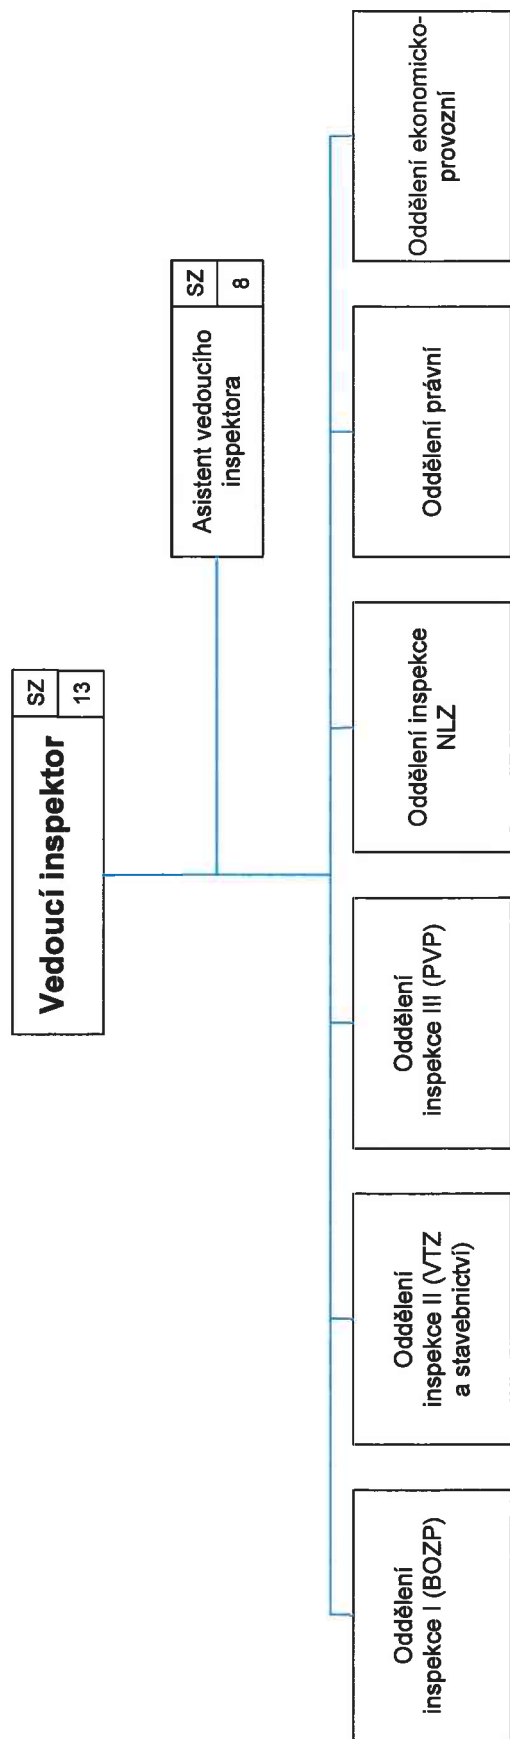 Vedoucí inspektor
SZ
13
Asistent vedoucího
inspektora
SZ
8
Oddělení
inspekce I (BOZP)
Oddělení
inspekce II (VTZ
a stavebnictví)
Oddělení
inspekce III (PVP)
Oddělení inspekce
NLZ
Oddělení právní
Oddělení ekonomicko-
provozní